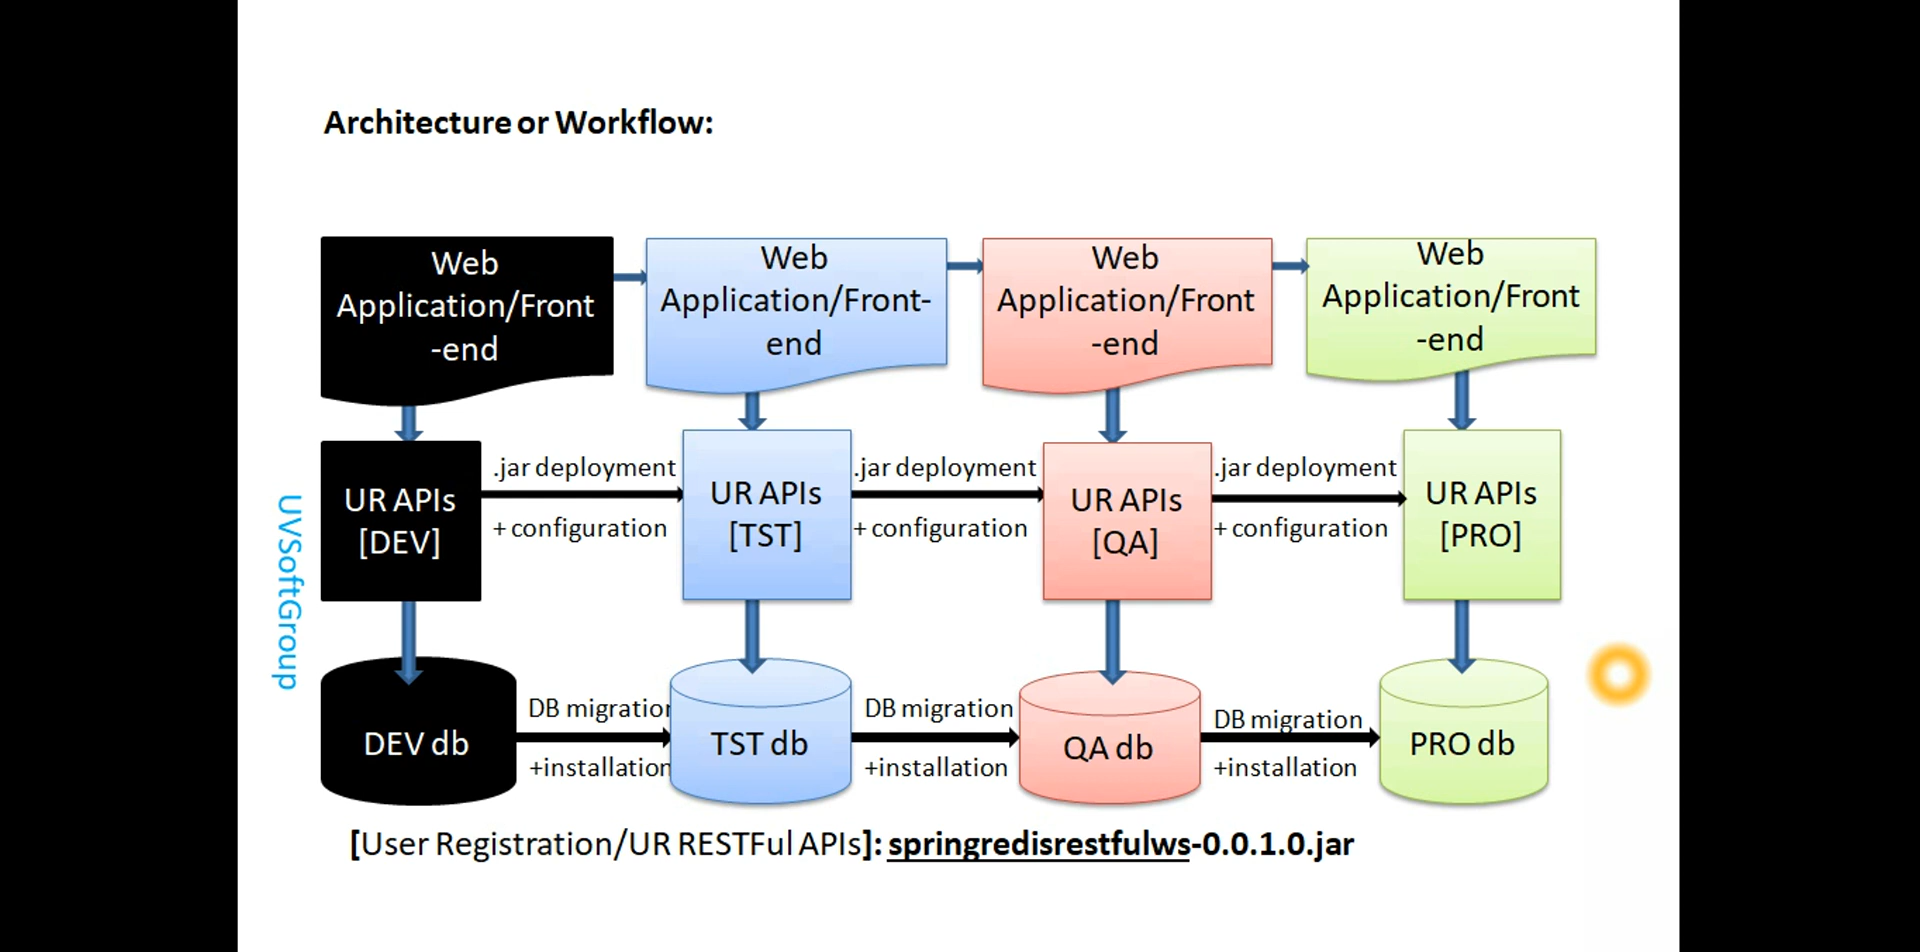 Architecture or Workflow:
Web
Application/Front
-end
Web
Application/Front-
end
Web
Application/Front
-end
Web
Application/Front
-end
UR APIs
[DEV]
.jar deployment
+ configuration
UR APIs
[TST]
.jar deployment
+ configuration
UR APIs
[QA]
.jar deployment
+ configuration
UR APIs
[PRO]
UVSoftGroup
DEV db
DB migration
+installation
TST db
DB migration
+installation
QA db
DB migration
+installation
PRO db
[User Registration/UR RESTFul APIs]: springredisrestfulws-0.0.1.0.jar